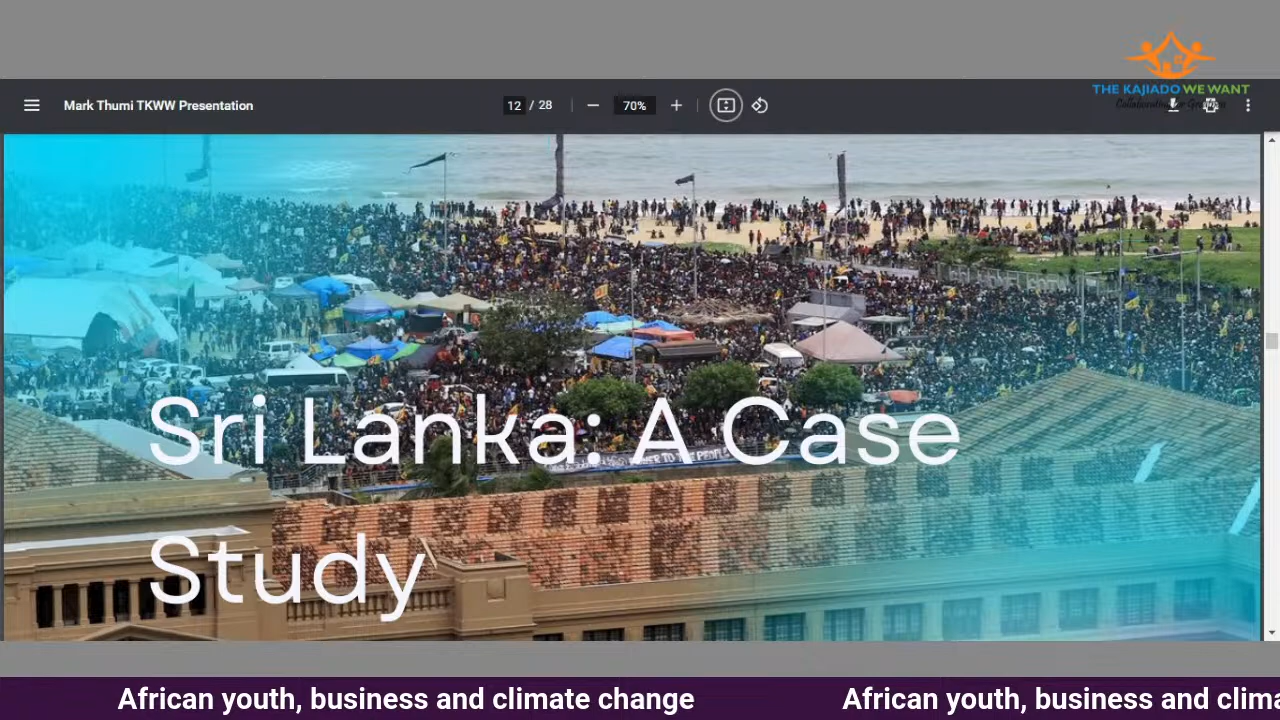 THE KAJIADO WE WANT
Mark Thumi TKWW Presentation
12 / 28
70%
Sri Lanka: A Case
Study
African youth, business and climate change
African youth, business and clima